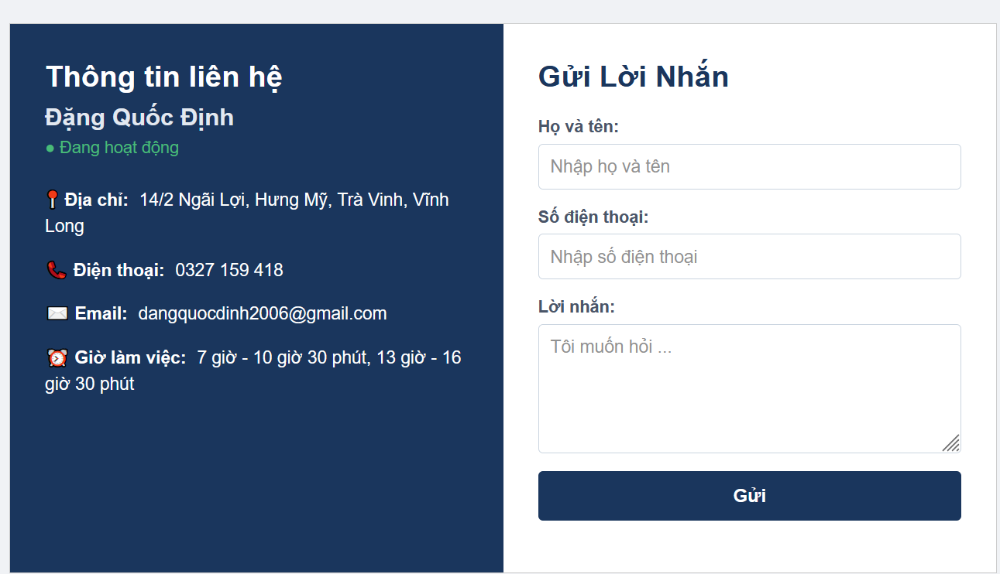 Thông tin liên hệ
Đặng Quốc Định
● Đang hoạt động
📍 Địa chỉ: 14/2 Ngãi Lợi, Hưng Mỹ, Trà Vinh, Vĩnh
Long
📞 Điện thoại: 0327 159 418
✉️ Email: dangquocdinh2006@gmail.com
⏰ Giờ làm việc: 7 giờ - 10 giờ 30 phút, 13 giờ - 16
giờ 30 phút
Gửi Lời Nhắn
Họ và tên:
Nhập họ và tên
Số điện thoại:
Nhập số điện thoại
Lời nhắn:
Tôi muốn hỏi ...
Gửi